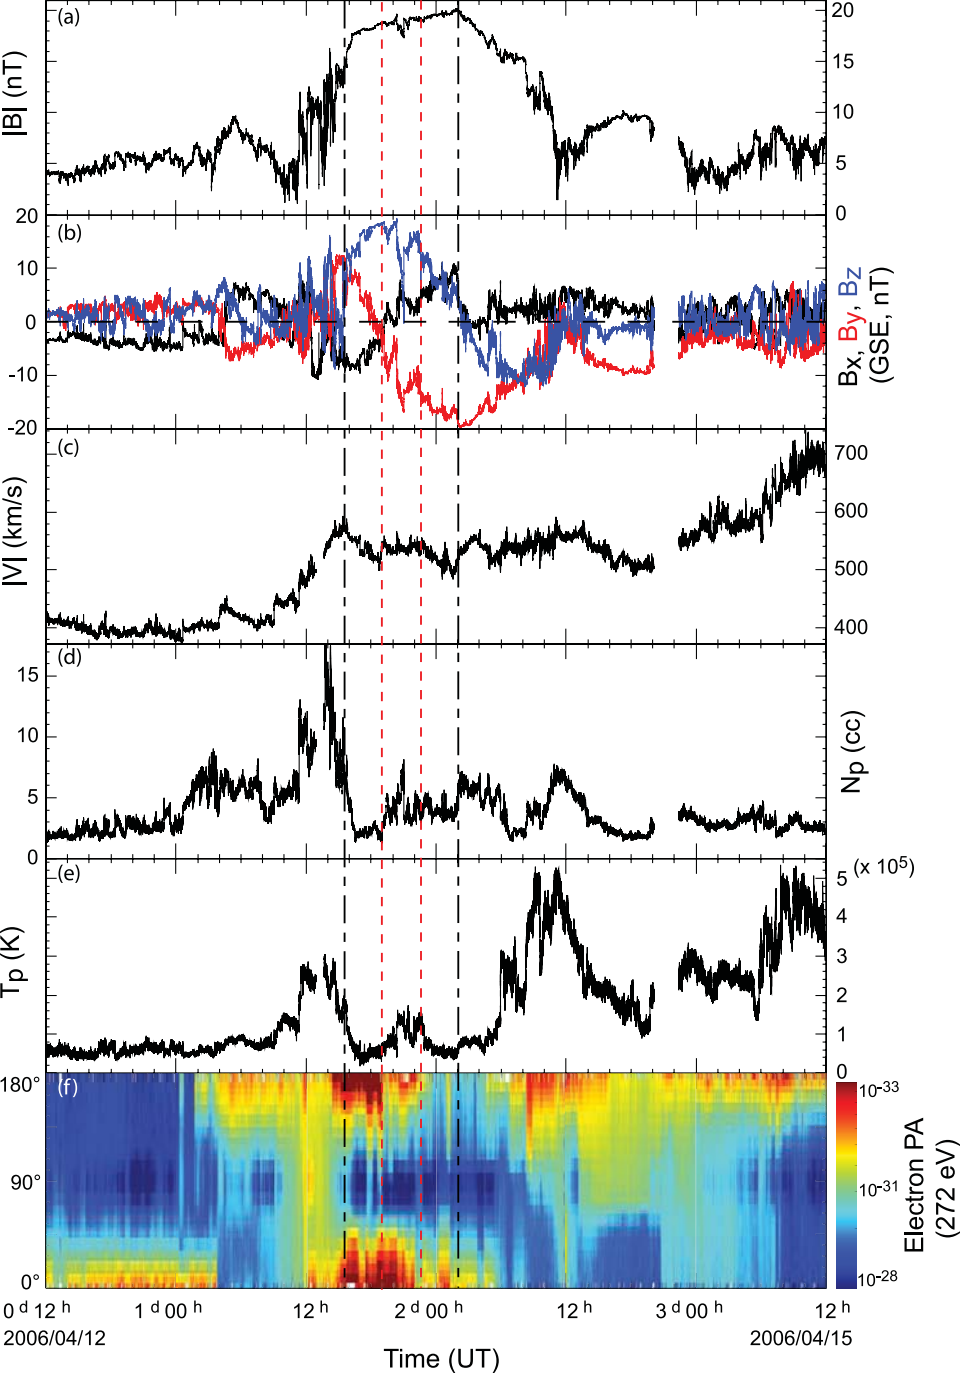 (a)
|B| (nT)
20
15
10
5
0
(b)
20
10
0
-10
-20
Bx, By, Bz
(GSE, nT)
(c)
|V| (km/s)
700
600
500
400
(d)
15
10
5
0
Np (cc)
(e)
Tp (K)
(x 10⁵)
5
4
3
2
1
0
(f)
180°
90°
0°
10⁻³³
10⁻³¹
10⁻²⁸
Electron PA
(272 eV)
0 ᵈ 12 ʰ 1 ᵈ 00 ʰ 12 ʰ 2 ᵈ 00 ʰ 12 ʰ 3 ᵈ 00 ʰ 12 ʰ
2006/04/12 2006/04/15
Time (UT)